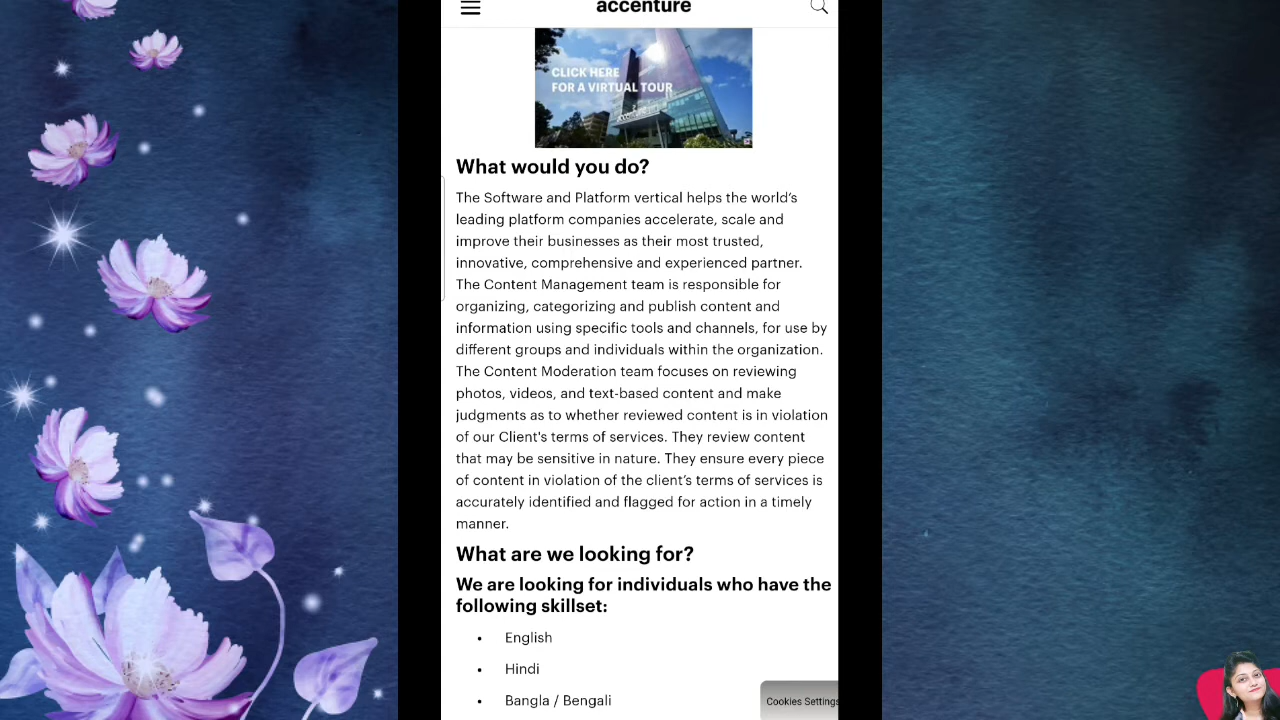 accenture
CLICK HERE
FOR A VIRTUAL TOUR
What would you do?
The Software and Platform vertical helps the world's
leading platform companies accelerate, scale and
improve their businesses as their most trusted,
innovative, comprehensive and experienced partner.
The Content Management team is responsible for
organizing, categorizing and publish content and
information using specific tools and channels, for use by
different groups and individuals within the organization.
The Content Moderation team focuses on reviewing
photos, videos, and text-based content and make
judgments as to whether reviewed content is in violation
of our Client's terms of services. They review content
that may be sensitive in nature. They ensure every piece
of content in violation of the client's terms of services is
accurately identified and flagged for action in a timely
manner.
What are we looking for?
We are looking for individuals who have the
following skillset:
• English
• Hindi
• Bangla / Bengali
Cookies Settings